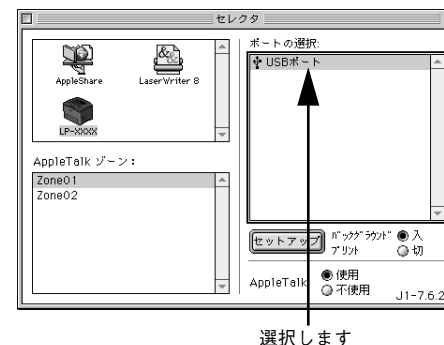 セレクタ
AppleShare
LaserWriter 8
LP-XXXX
AppleTalk ゾーン：
Zone01
Zone02
ポートの選択:
USBポート
セットアップ
バックグラウンド
プリント
入
切
AppleTalk
使用
不使用
J1-7.6.2
選択します